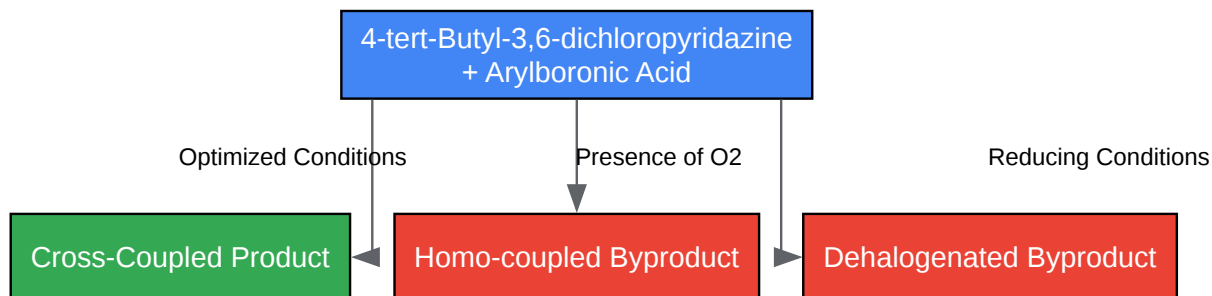 4-tert-Butyl-3,6-dichloropyridazine
+ Arylboronic Acid
Optimized Conditions
Presence of O2
Reducing Conditions
Cross-Coupled Product
Homo-coupled Byproduct
Dehalogenated Byproduct